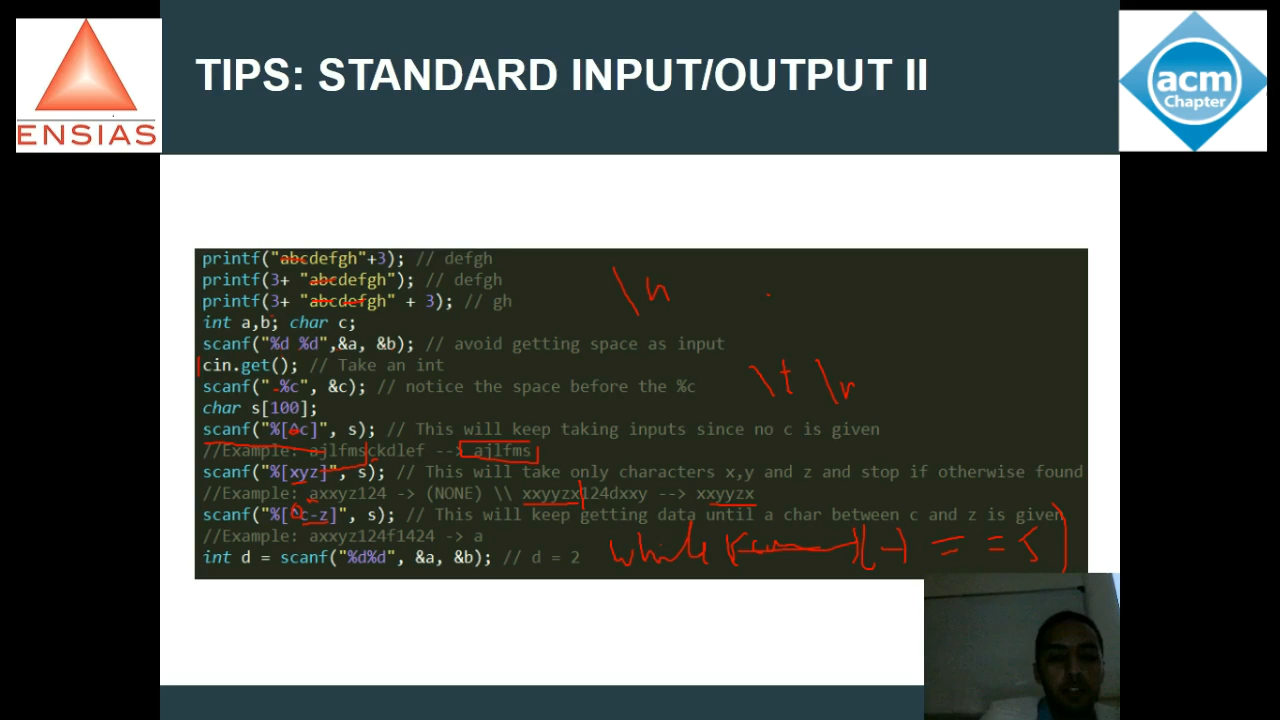 ENSIAS
TIPS: STANDARD INPUT/OUTPUT II
acm
Chapter
printf("abcdefgh"+3); // defgh
printf(3+ "abcdefgh"); // defgh
printf(3+ "abcdefgh" + 3); // gh
int a,b; char c;
scanf("%d %d",&a, &b); // avoid getting space as input
cin.get(); // Take an int
scanf(" %c", &c); // notice the space before the %c
char s[100];
scanf("%[^c]", s); // This will keep taking inputs since no c is given
//Example: ajlfmsckdlef --> ajlfms
scanf("%[xyz]", s); // This will take only characters x,y and z and stop if otherwise found
//Example: axxyz124 -> (NONE) \\ xxyyzx124dxxy --> xxyyzx
scanf("%[^c-z]", s); // This will keep getting data until a char between c and z is given
//Example: axxyz124f1424 -> a
int d = scanf("%d%d", &a, &b); // d = 2
\n
\t \r
while == 5)